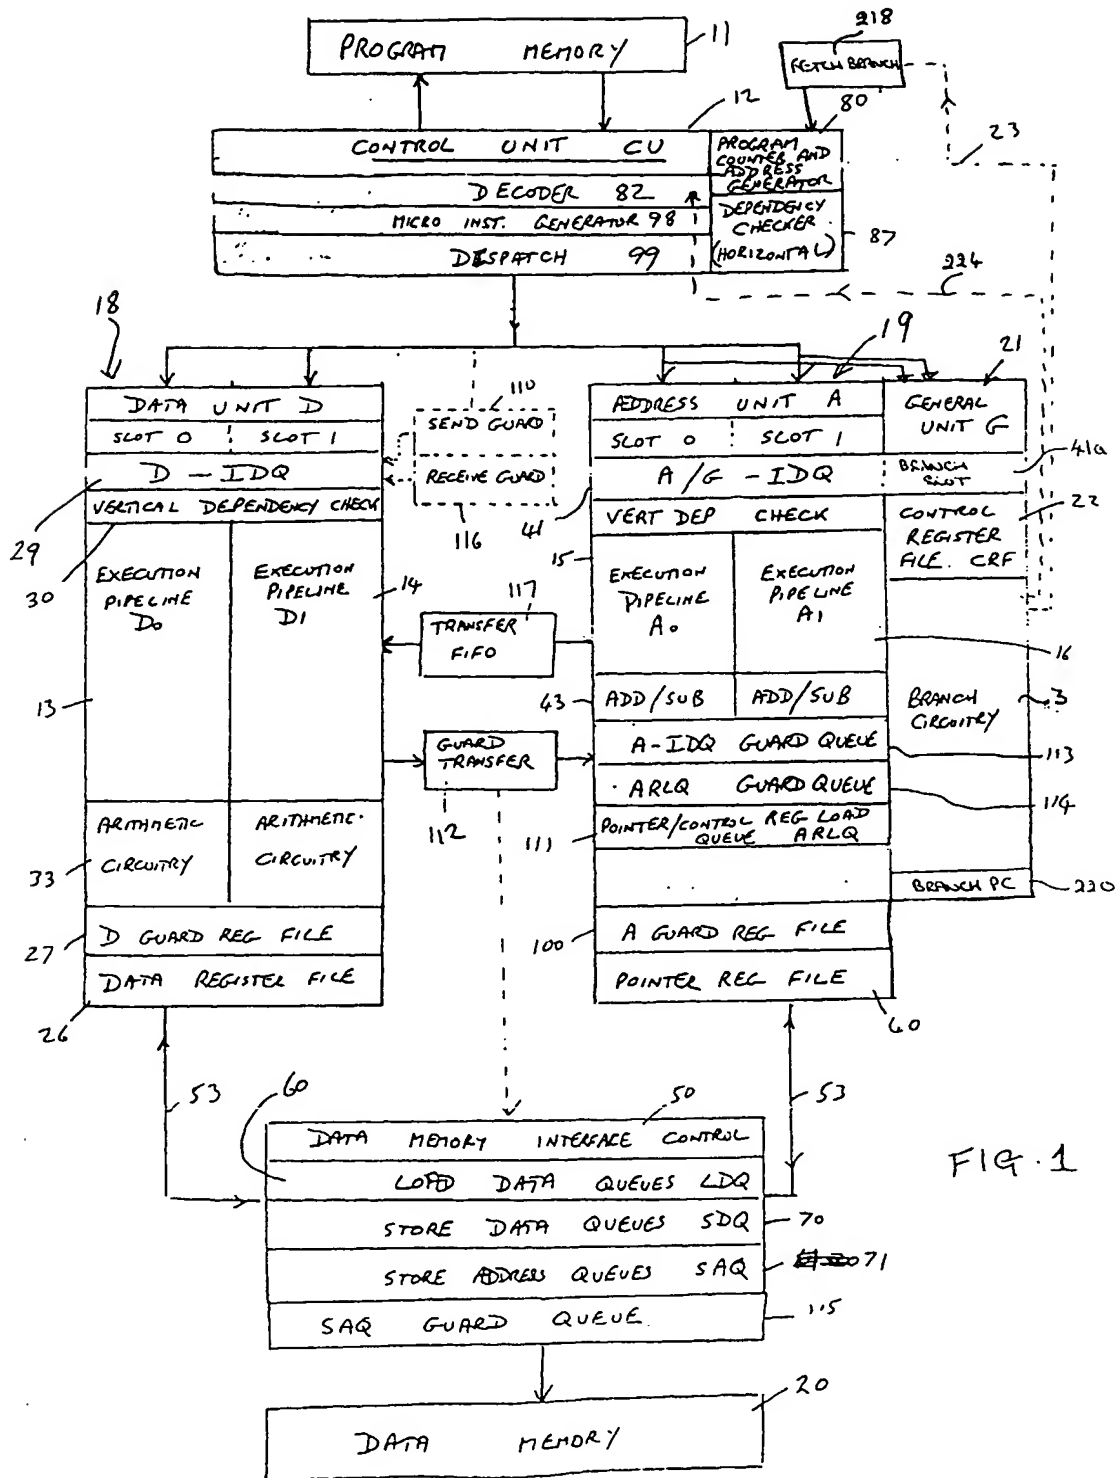 218
PROGRAM MEMORY
11
FETCH BRANCH
12
80
23
CONTROL UNIT CU
PROGRAM
COUNTER AND
ADDRESS
GENERATOR
DECODER 82
MICRO INST. GENERATOR 98
DEPENDENCY
CHECKER
(HORIZONTAL)
87
DISPATCH 99
224
18
19
21
110
DATA UNIT D
SLOT 0 SLOT 1
D - IDQ
VERTICAL DEPENDENCY CHECK
29
30
SEND GUARD
RECEIVE GUARD
116
ADDRESS UNIT A
SLOT 0 SLOT 1
A/G - IDQ
41
VERT DEP CHECK
GENERAL
UNIT G
BRANCH
SLOT
41a
CONTROL
REGISTER
FILE. CRF
22
EXECUTION
PIPELINE
D0
EXECUTION
PIPELINE
D1
14
15
EXECUTION
PIPELINE
A0
EXECUTION
PIPELINE
A1
16
117
TRANSFER
FIFO
13
43
ADD/SUB ADD/SUB
BRANCH
CIRCUITRY
3
A-IDQ GUARD QUEUE
113
GUARD
TRANSFER
112
ARLQ GUARD QUEUE
114
ARITHMETIC
CIRCUITRY
ARITHMETIC
CIRCUITRY
33
111
POINTER/CONTROL REG LOAD
QUEUE ARLQ
BRANCH PC
220
27
D GUARD REG FILE
100
A GUARD REG FILE
DATA REGISTER FILE
POINTER REG FILE
26
40
53
60
50
53
DATA MEMORY INTERFACE CONTROL
LOAD DATA QUEUES LDQ
STORE DATA QUEUES SDQ
70
STORE ADDRESS QUEUES SAQ
71
SAQ GUARD QUEUE
115
FIG. 1
20
DATA MEMORY